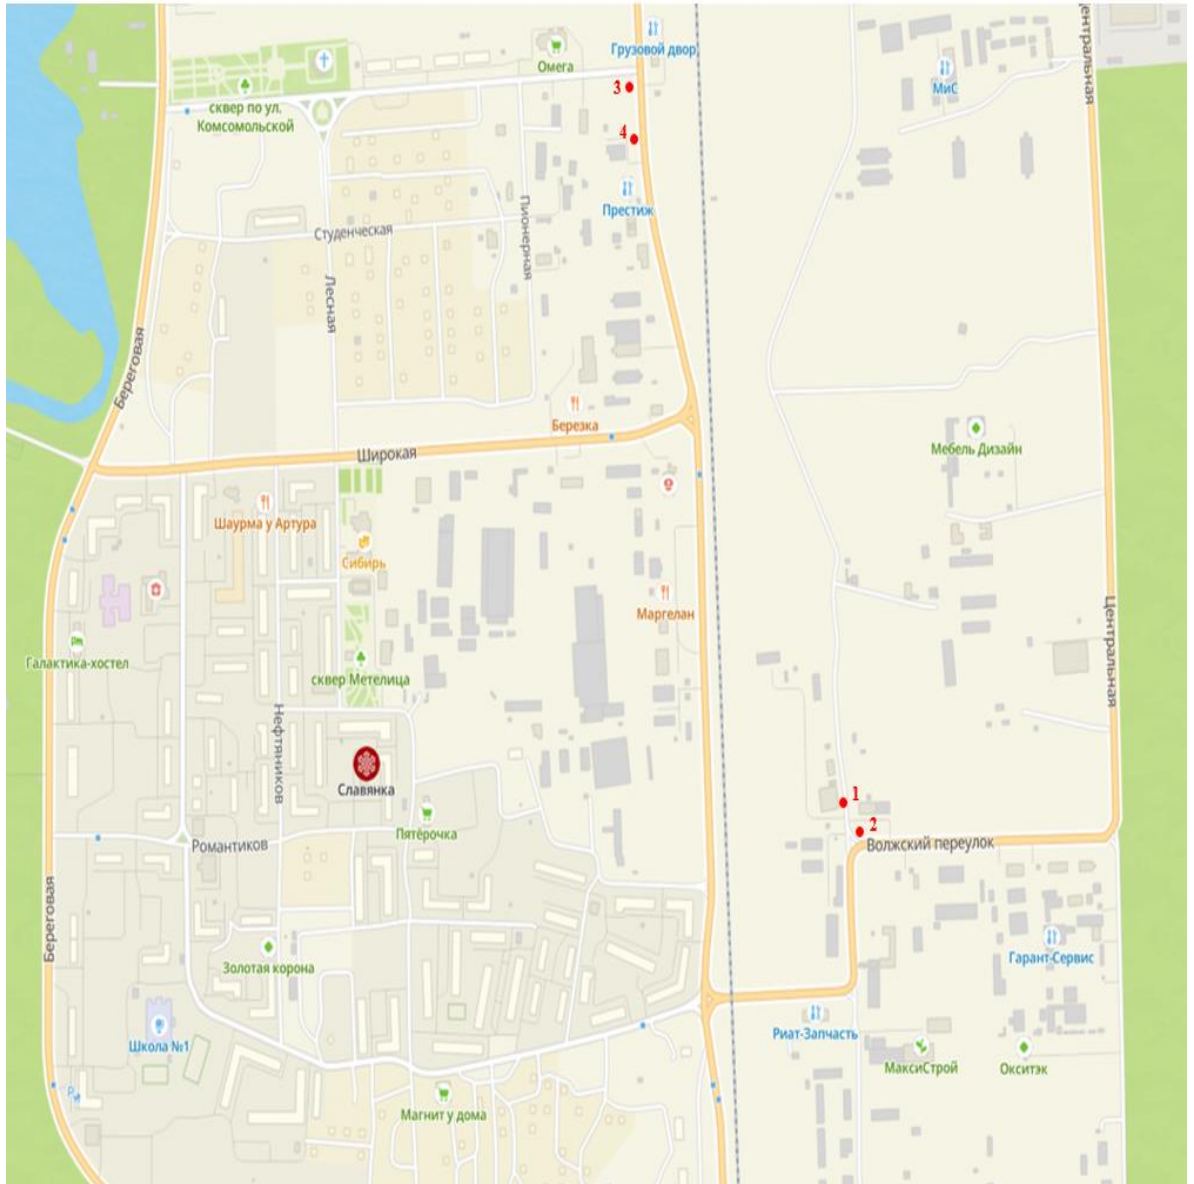 Центральная
Грузовой двор
Омега
МиС
3
сквер по ул.
Комсомольской
4
Престиж
Студенческая
Пионерная
Лесная
Береговая
Березка
Широкая
Мебель Дизайн
Шаурма у Артура
Сибирь
Маргелан
Центральная
Галактика-хостел
сквер Метелица
Нефтяников
Славянка
1
2
Пятёрочка
Романтиков
Волжский переулок
Береговая
Золотая корона
Гарант-Сервис
Риат-Запчасть
Школа №1
МаксиСтрой
Окситэк
Магнит у дома